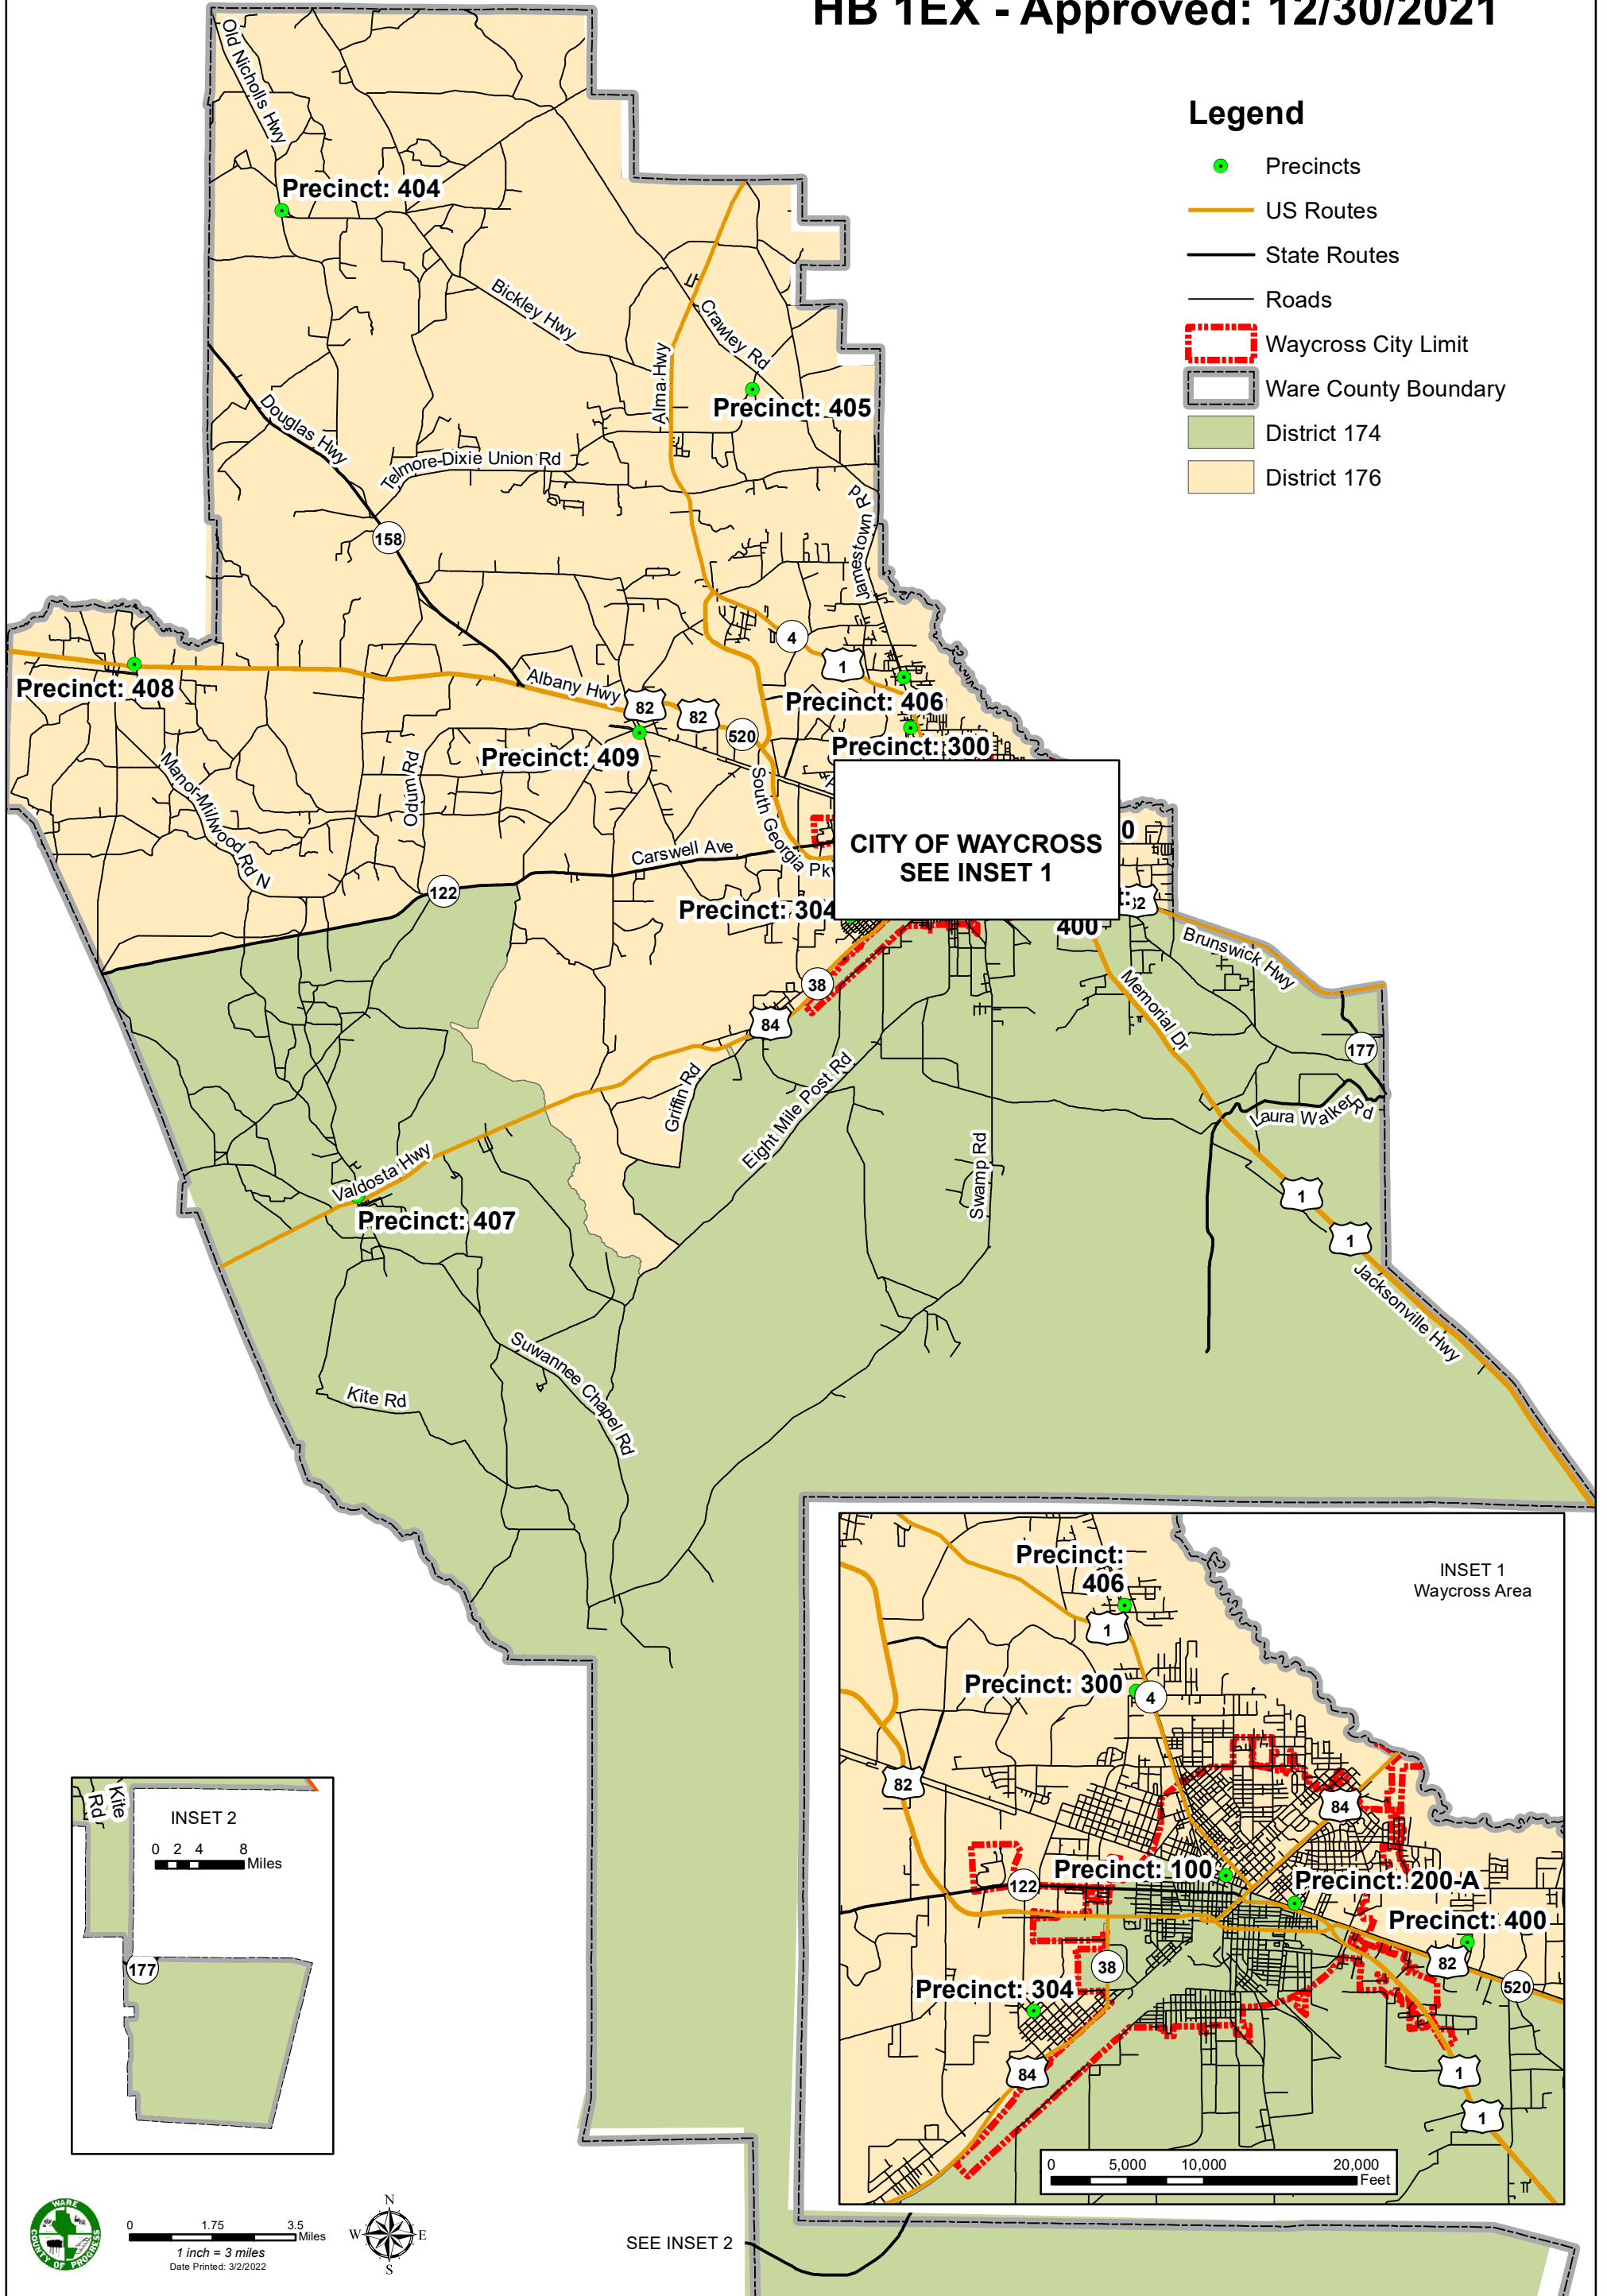 HB 1EX - Approved: 12/30/2021
Legend
Precincts
US Routes
State Routes
Roads
Waycross City Limit
Ware County Boundary
District 174
District 176
Old Nicholls Hwy
Precinct: 404
Bickley Hwy
Crawley Rd
Alma Hwy
Precinct: 405
Douglas Hwy
Telmore-Dixie Union Rd
Jamestown Rd
158
4
1
Precinct: 408
Albany Hwy
82
82
520
Precinct: 406
Precinct: 300
Precinct: 409
Manor-Millwood Rd N
Odum Rd
South Georgia
Carswell Ave
CITY OF WAYCROSS
SEE INSET 1
0
122
Precinct: 304
400
Brunswick Hwy
38
84
Memorial Dr
177
Griffin Rd
Eight Mile Post Rd
Laura Walker Rd
Swamp Rd
Valdosta Hwy
Precinct: 407
1
1
Jacksonville Hwy
Suwannee Chapel Rd
Kite Rd
INSET 1
Waycross Area
Precinct:
406
1
Precinct: 300
4
82
84
Precinct: 100
122
Precinct: 200-A
Precinct: 400
38
82
520
Precinct: 304
84
1
1
0 5,000 10,000 20,000
Feet
Kite
Rd
INSET 2
0 2 4 8
Miles
177
WARE
COUNTY OF PROGRESS
0 1.75 3.5
Miles
1 inch = 3 miles
Date Printed: 3/2/2022
N
W E
S
SEE INSET 2